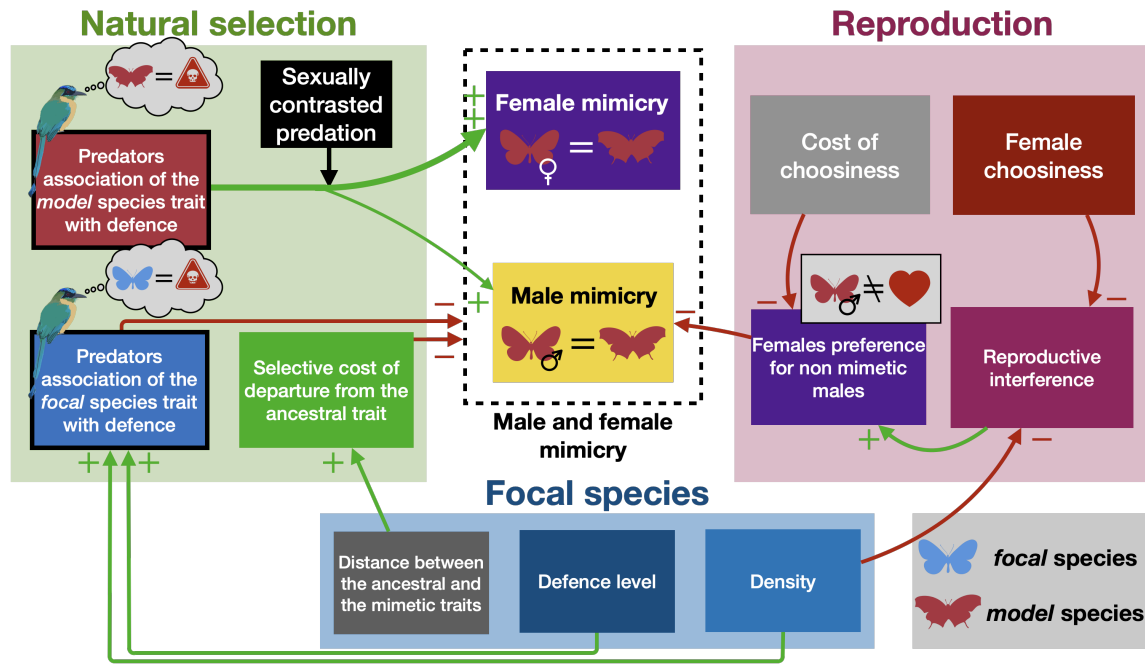 Natural selection
Reproduction
=
Sexually
contrasted
predation
Predators
association of the
model species trait
with defence
+
+
Female mimicry
♀ =
Cost of
choosiness
Female
choosiness
=
Predators
association of the
focal species trait
with defence
+ +
Selective cost of
departure from the
ancestral trait
+
−
−
+
Male mimicry
♂ =
−
Male and female
mimicry
−
♂ ≠
−
Females preference
for non mimetic
males
+
Reproductive
interference
−
Focal species
Distance between
the ancestral and
the mimetic traits
Defence level
Density
focal species
model species